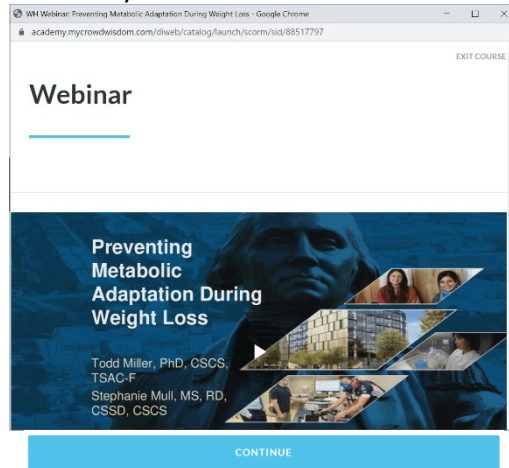 WH Webinar: Preventing Metabolic Adaptation During Weight Loss - Google Chrome
academy.mycrowdwisdom.com/diweb/catalog/launch/scorm/sid/88517797
EXIT COURSE
Webinar
Preventing
Metabolic
Adaptation During
Weight Loss
Todd Miller, PhD, CSCS,
TSAC-F
Stephanie Mull, MS, RD,
CSSD, CSCS
CONTINUE